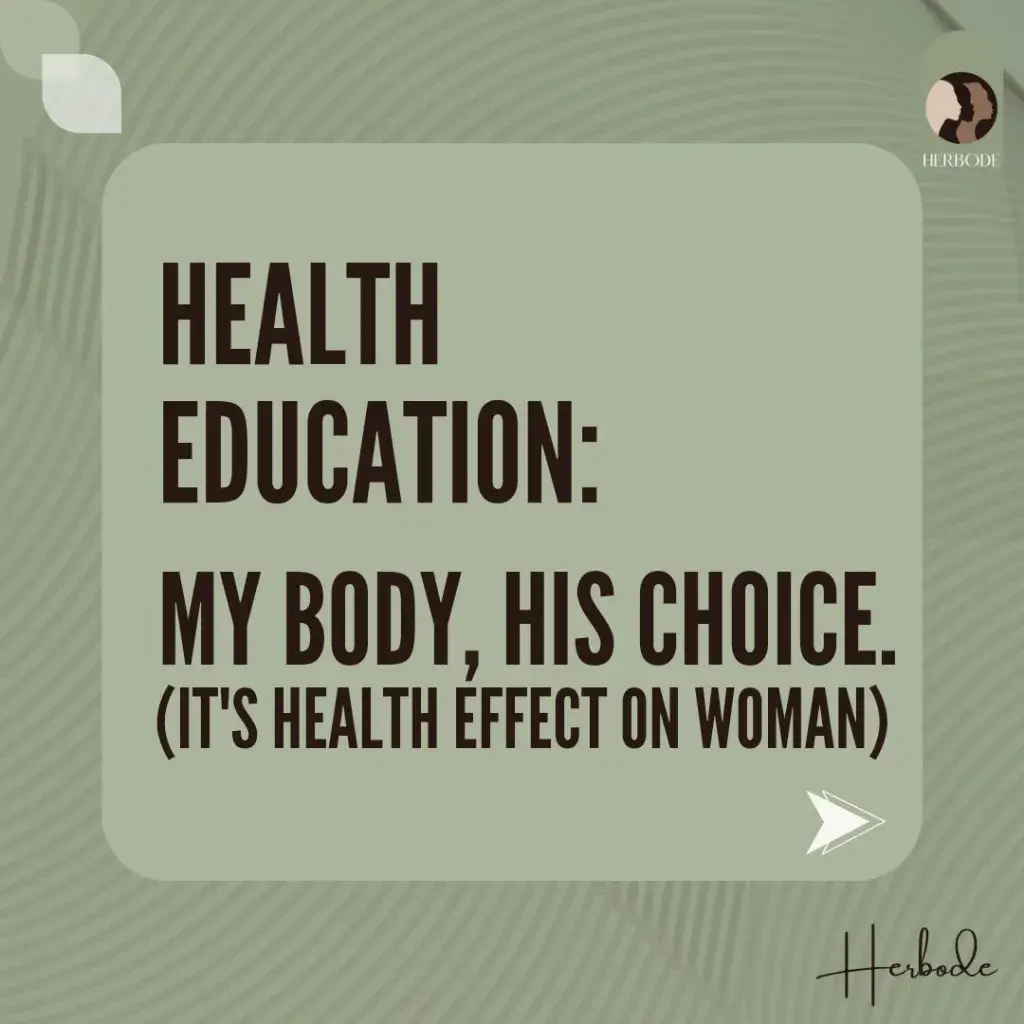 HERBODE
HEALTH
EDUCATION:
MY BODY, HIS CHOICE.
(IT'S HEALTH EFFECT ON WOMAN)
Herbode